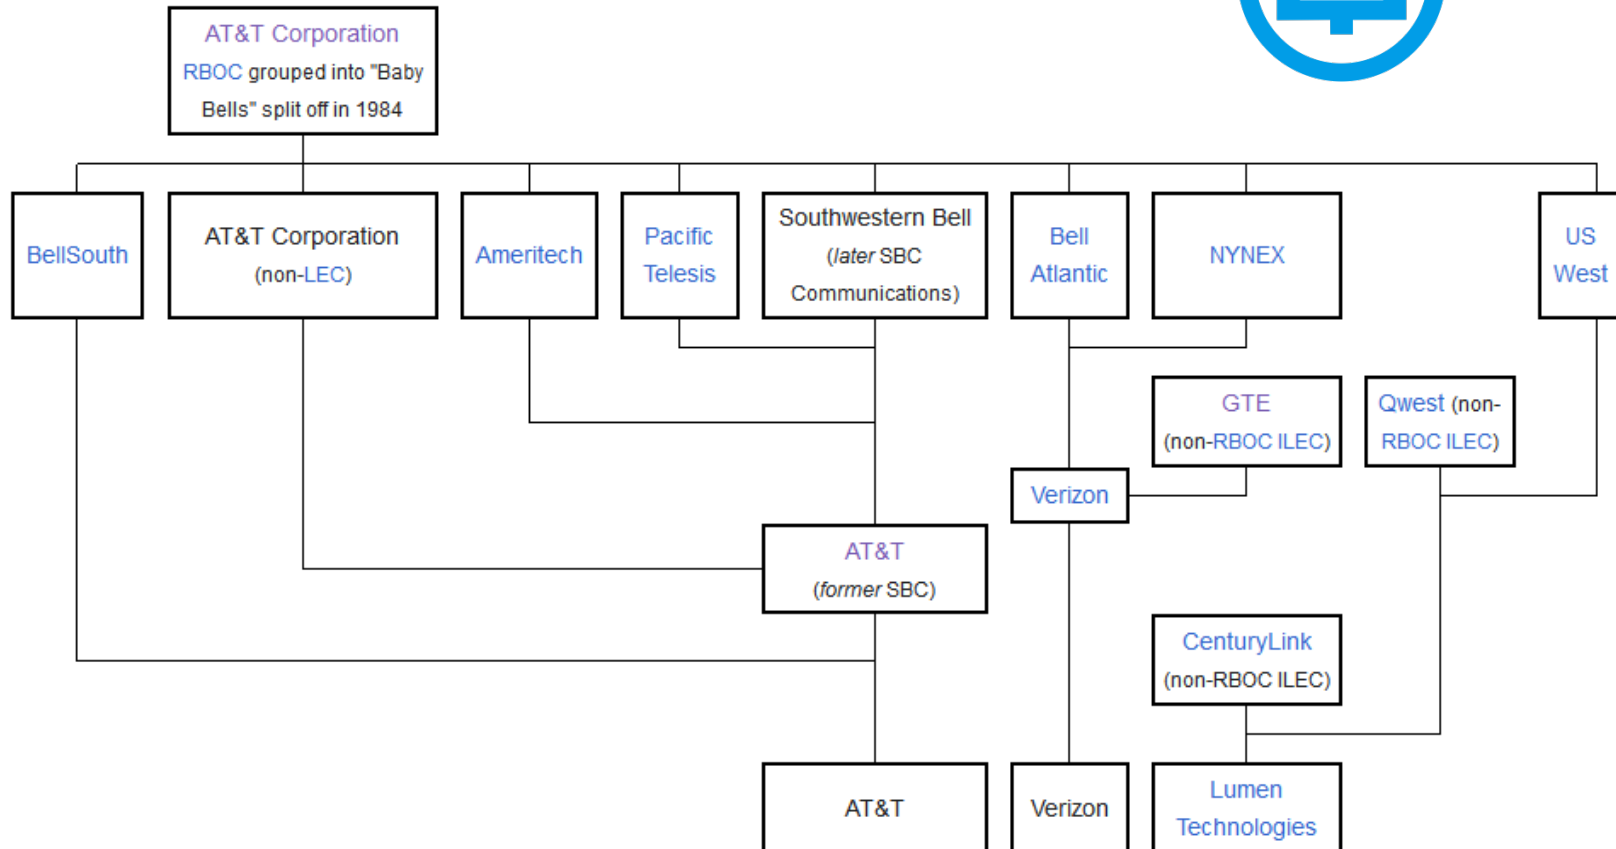 AT&T Corporation
RBOC grouped into "Baby
Bells" split off in 1984
BellSouth
AT&T Corporation
(non-LEC)
Ameritech
Pacific
Telesis
Southwestern Bell
(later SBC
Communications)
Bell
Atlantic
NYNEX
US
West
GTE
(non-RBOC ILEC)
Qwest (non-
RBOC ILEC)
Verizon
AT&T
(former SBC)
CenturyLink
(non-RBOC ILEC)
AT&T
Verizon
Lumen
Technologies